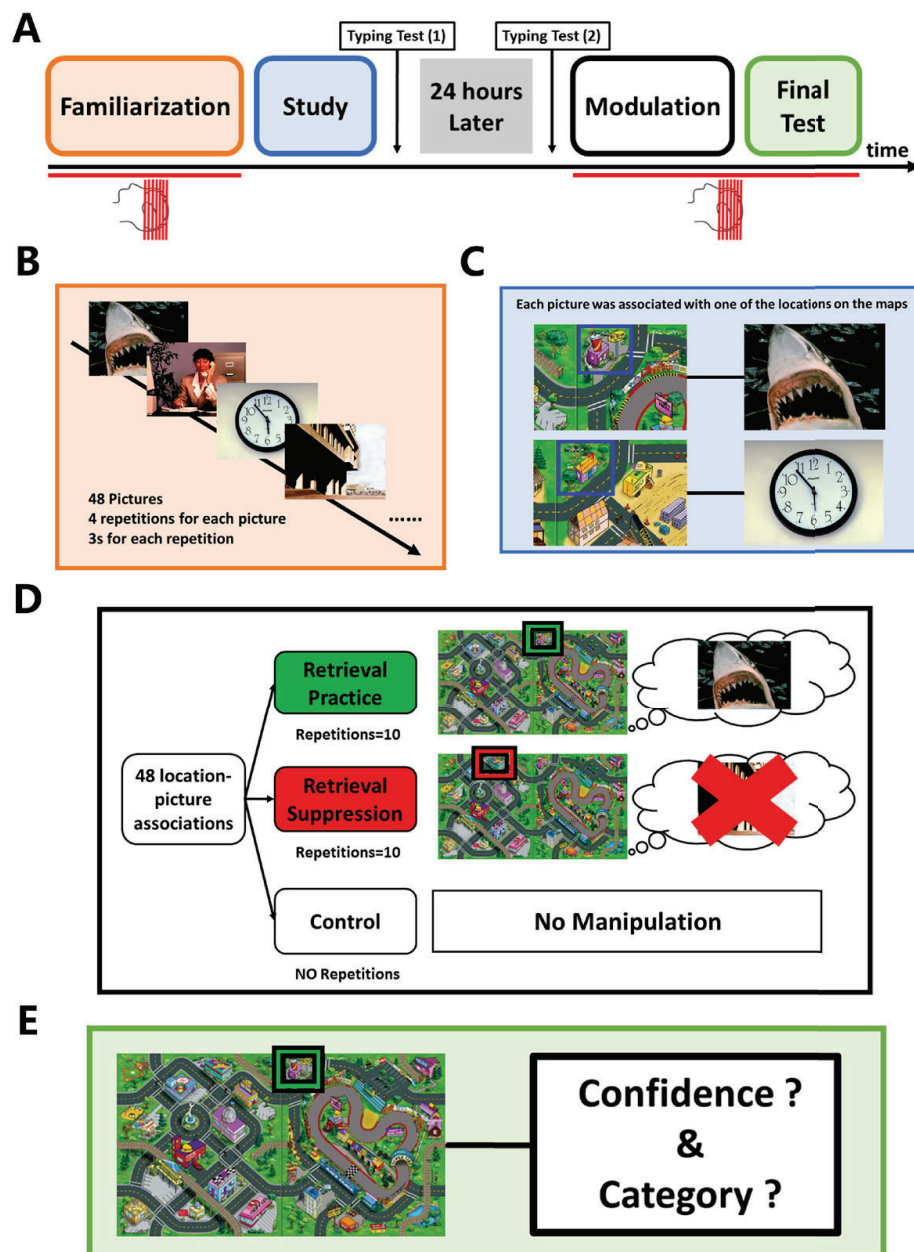 A
Typing Test (1)
Typing Test (2)
Familiarization
Study
24 hours
Later
Modulation
Final
Test
time
B
48 Pictures
4 repetitions for each picture
3s for each repetition
......
C
Each picture was associated with one of the locations on the maps
D
48 location-
picture
associations
Retrieval
Practice
Repetitions=10
Retrieval
Suppression
Repetitions=10
Control
NO Repetitions
No Manipulation
E
Confidence ?
&
Category ?